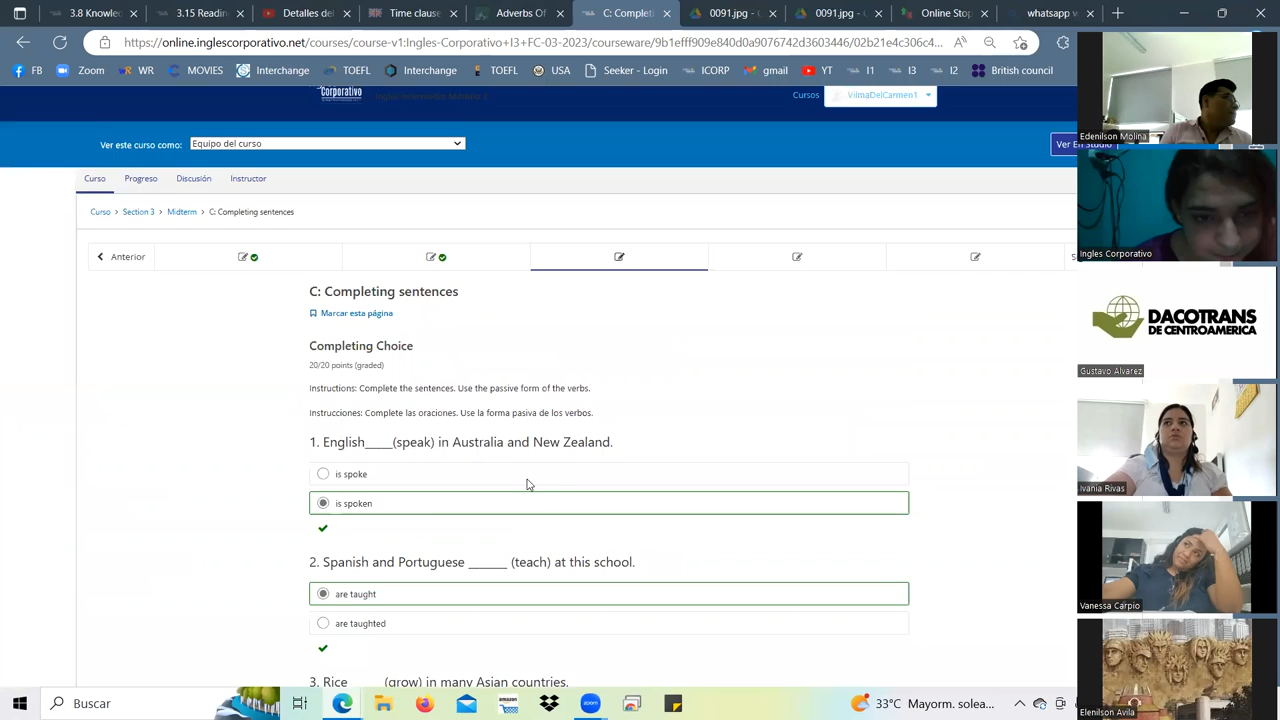 3.8 Knowled
3.15 Readin
Detalles del
Time clause
Adverbs Of
C: Completi
0091.jpg - G
0091.jpg - G
Online Stop
whatsapp
https://online.inglescorporativo.net/courses/course-v1:Ingles-Corporativo+I3+FC-03-2023/courseware/9b1efff909e840d0a9076742d3603446/02b21e4c306c4...
FB
Zoom
WR
MOVIES
Interchange
TOEFL
Interchange
TOEFL
USA
Seeker - Login
ICORP
gmail
YT
I1
I3
I2
British council
Corporativo
Ingles Intermedio Modulo 3
Cursos
VilmaDelCarmen1
Ver este curso como:
Equipo del curso
Ver En Studio
Curso
Progreso
Discusión
Instructor
Curso > Section 3 > Midterm > C: Completing sentences
Anterior
C: Completing sentences
Marcar esta página
Completing Choice
20/20 points (graded)
Instructions: Complete the sentences. Use the passive form of the verbs.
Instrucciones: Complete las oraciones. Use la forma pasiva de los verbos.
1. English____(speak) in Australia and New Zealand.
is spoke
is spoken
2. Spanish and Portuguese ______ (teach) at this school.
are taught
are taughted
3. Rice ____ (grow) in many Asian countries.
Edenilson Molina
Ingles Corporativo
DACOTRANS
DE CENTROAMERICA
Gustavo Alvarez
Ivania Rivas
Vanessa Carpio
Elenilson Avila
Buscar
33°C Mayorm. solea...